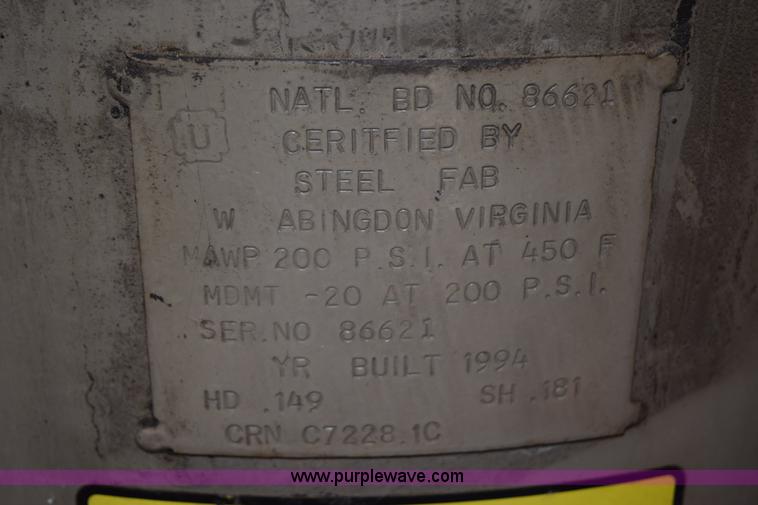 NATL. BD NO. 86621
U
CERITFIED BY
STEEL FAB
W ABINGDON VIRGINIA
MAWP 200 P.S.I. AT 450 F
MDMT -20 AT 200 P.S.I.
SER.NO 86621
YR BUILT 1994
HD .149 SH .181
CRN C7228.1C
www.purplewave.com